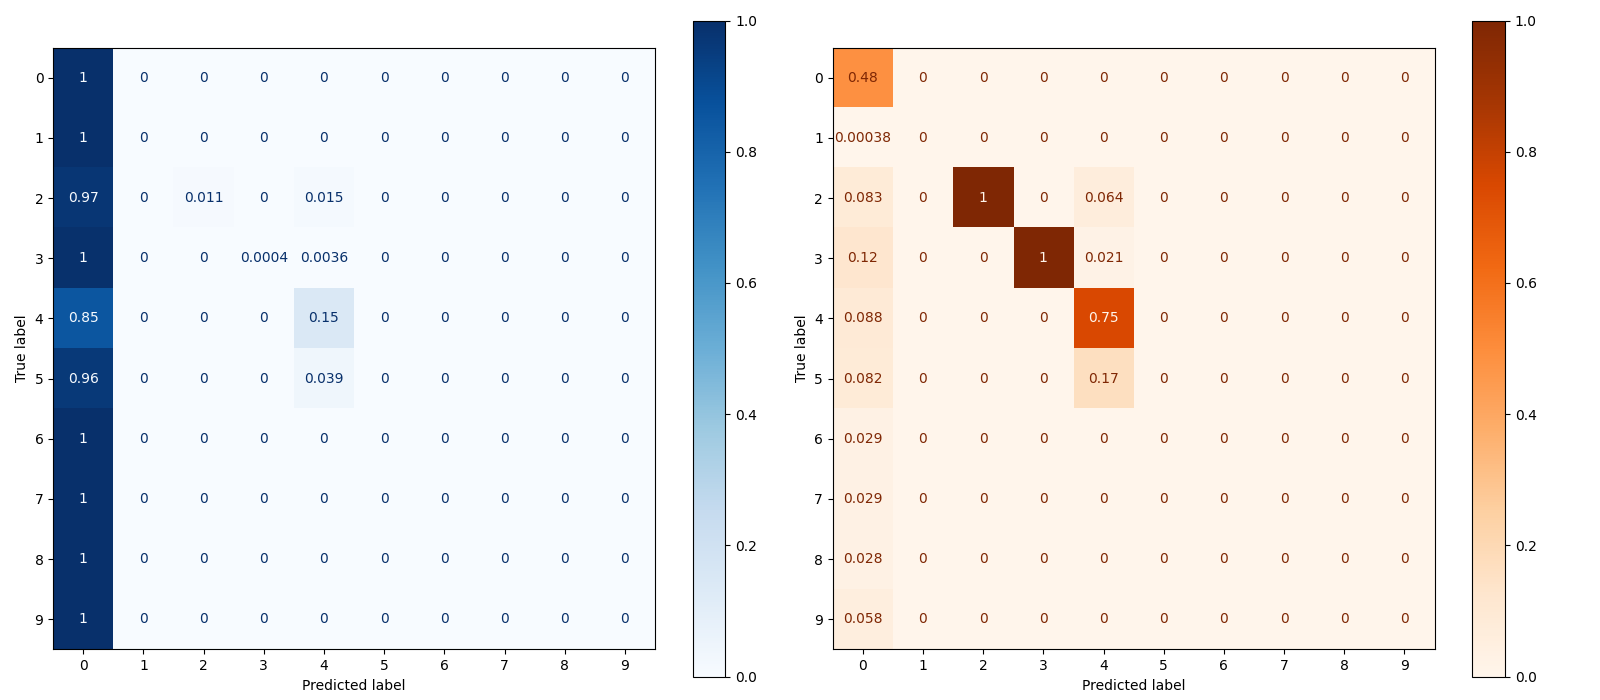 0 1 0 0 0 0 0 0 0 0 0
1 1 0 0 0 0 0 0 0 0 0
2 0.97 0 0.011 0 0.015 0 0 0 0 0
3 1 0 0 0.0004 0.0036 0 0 0 0 0
4 0.85 0 0 0 0.15 0 0 0 0 0
5 0.96 0 0 0 0.039 0 0 0 0 0
6 1 0 0 0 0 0 0 0 0 0
7 1 0 0 0 0 0 0 0 0 0
8 1 0 0 0 0 0 0 0 0 0
9 1 0 0 0 0 0 0 0 0 0
0 1 2 3 4 5 6 7 8 9
True label
Predicted label
1.0
0.8
0.6
0.4
0.2
0.0
0 0.48 0 0 0 0 0 0 0 0 0
1 0.00038 0 0 0 0 0 0 0 0 0
2 0.083 0 1 0 0.064 0 0 0 0 0
3 0.12 0 0 1 0.021 0 0 0 0 0
4 0.088 0 0 0 0.75 0 0 0 0 0
5 0.082 0 0 0 0.17 0 0 0 0 0
6 0.029 0 0 0 0 0 0 0 0 0
7 0.029 0 0 0 0 0 0 0 0 0
8 0.028 0 0 0 0 0 0 0 0 0
9 0.058 0 0 0 0 0 0 0 0 0
0 1 2 3 4 5 6 7 8 9
True label
Predicted label
1.0
0.8
0.6
0.4
0.2
0.0